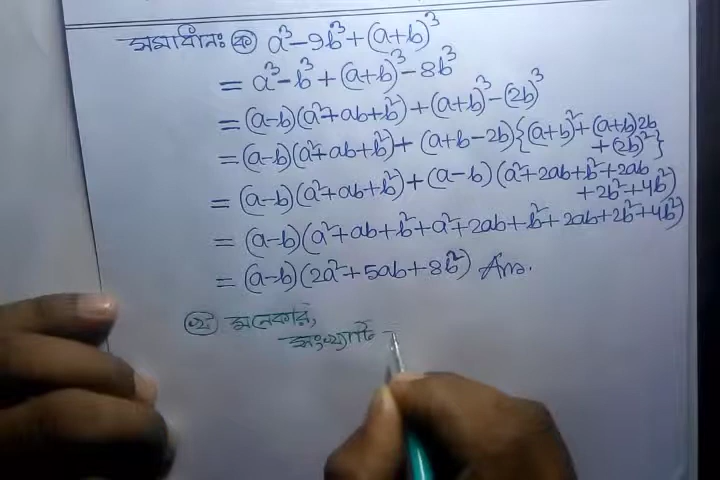 সমাধানঃ ক a³-9b³+(a+b)³
= a³-b³+(a+b)³-8b³
= (a-b)(a²+ab+b²)+(a+b)³-(2b)³
= (a-b)(a²+ab+b²)+(a+b-2b){(a+b)²+(a+b)2b
+(2b)²}
= (a-b)(a²+ab+b²)+(a-b)(a²+2ab+b²+2ab
+2b²+4b²)
= (a-b)(a²+ab+b²+a²+2ab+b²+2ab+2b²+4b²)
= (a-b)(2a²+5ab+8b²) Ans.
খ মনেকরি,
সংখ্যাটি